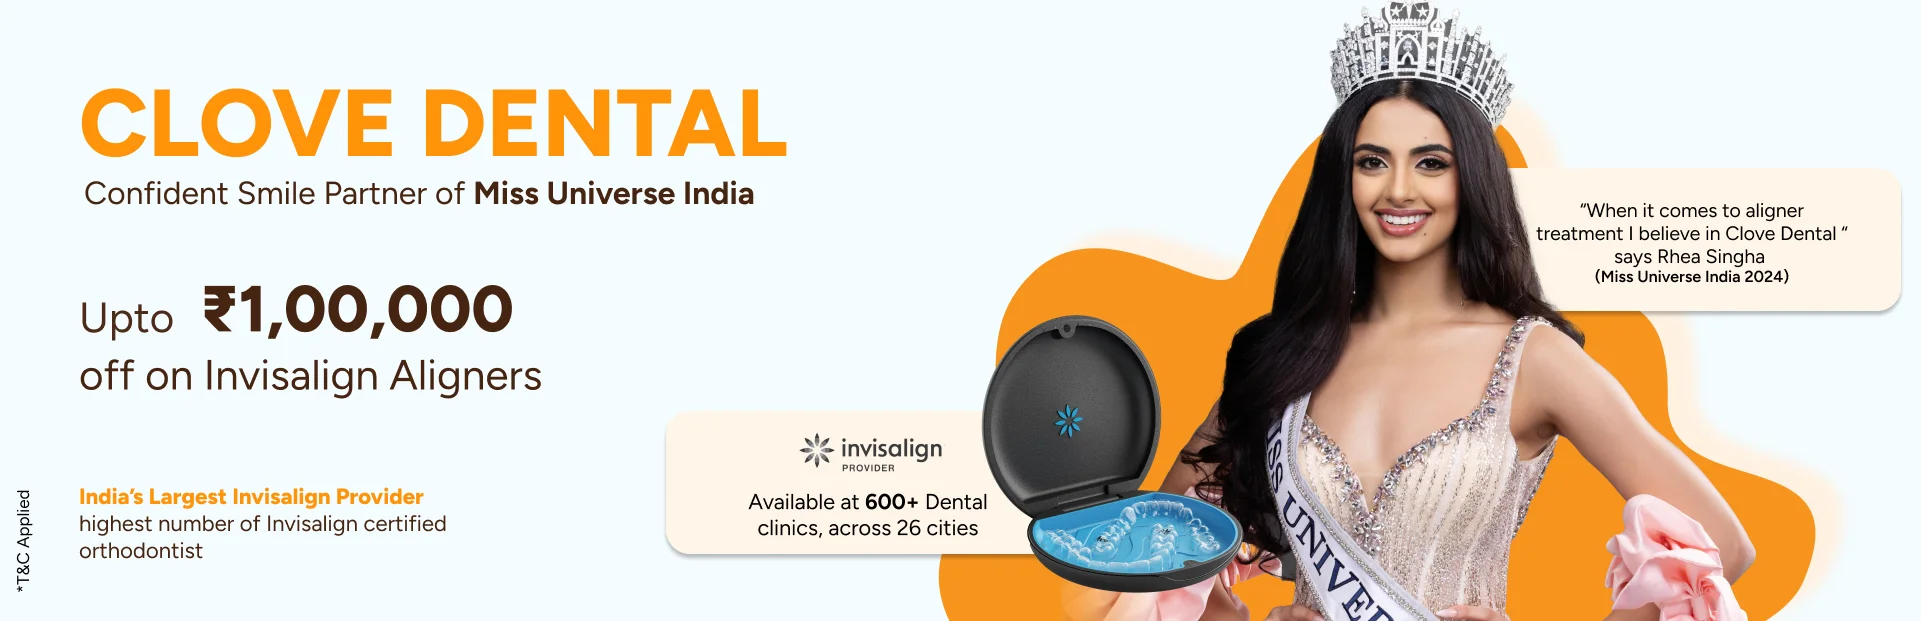 CLOVE DENTAL
Confident Smile Partner of Miss Universe India
Upto ₹1,00,000
off on Invisalign Aligners
India's Largest Invisalign Provider
highest number of Invisalign certified
orthodontist
*T&C Applied
invisalign
PROVIDER
Available at 600+ Dental
clinics, across 26 cities
“When it comes to aligner
treatment I believe in Clove Dental “
says Rhea Singha
(Miss Universe India 2024)
ISS UNIVER